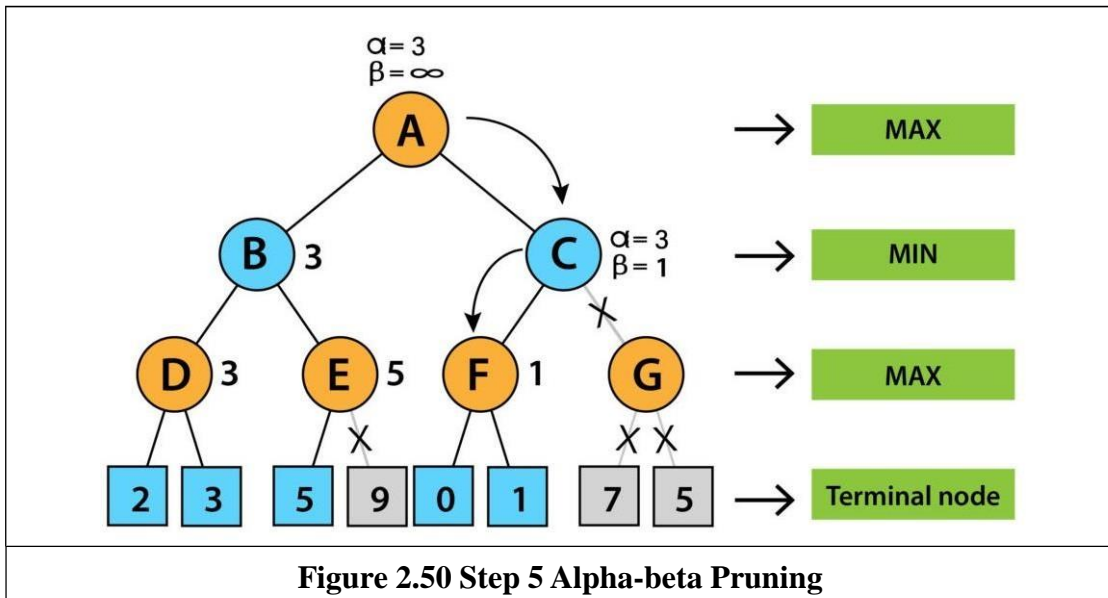 α= 3
β= ∞
A
MAX
B
3
C
α= 3
β= 1
MIN
X
D
3
E
5
F
1
G
MAX
X
X
X
2
3
5
9
0
1
7
5
Terminal node
Figure 2.50 Step 5 Alpha-beta Pruning